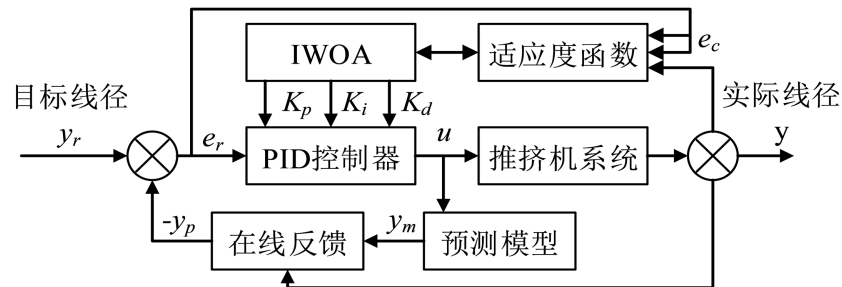 IWOA
适应度函数
e_c
目标线径
K_p
K_i
K_d
实际线径
y_r
e_r
PID控制器
u
推挤机系统
y
-y_p
在线反馈
y_m
预测模型